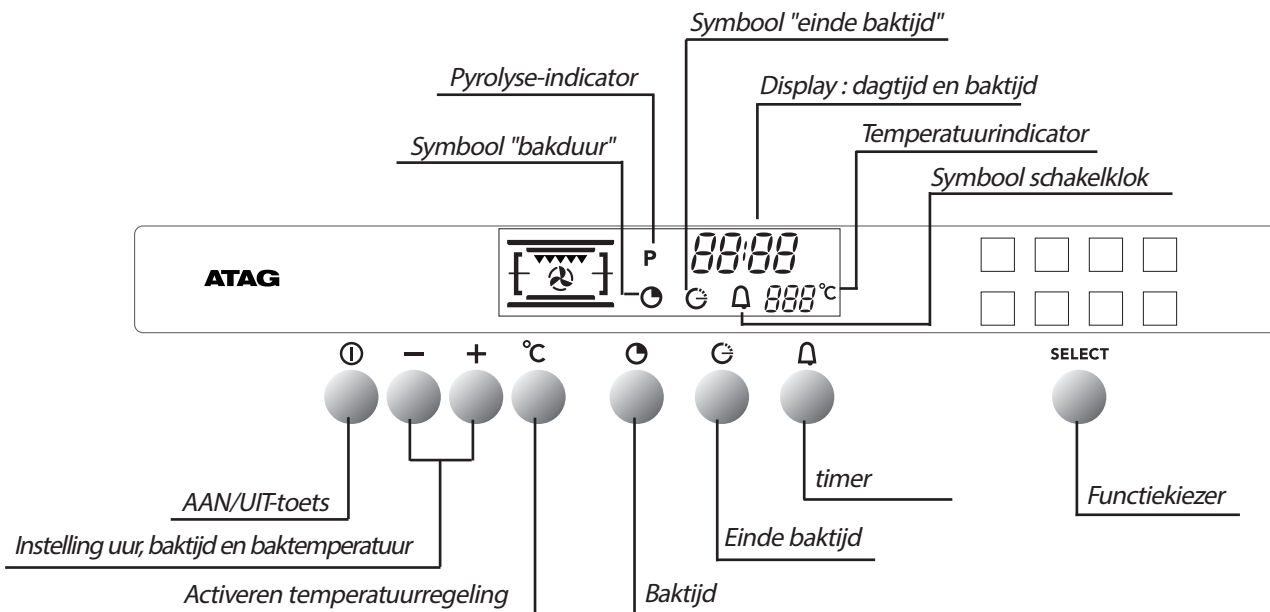 Symbool "einde baktijd"
Pyrolyse-indicator
Display : dagtijd en baktijd
Symbool "bakduur"
Temperatuurindicator
Symbool schakelklok
P 88:88
ATAG
888 °C
°C
SELECT
AAN/UIT-toets
timer
Functiekiezer
Instelling uur, baktijd en baktemperatuur
Einde baktijd
Activeren temperatuurregeling
Baktijd